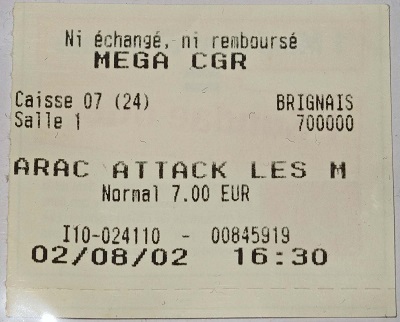 Ni échangé, ni remboursé
MEGA CGR
Caisse 07 (24) BRIGNAIS
Salle 1 700000
ARAC ATTACK LES M
Normal 7.00 EUR
I10-024110 - 00845919
02/08/02 16:30